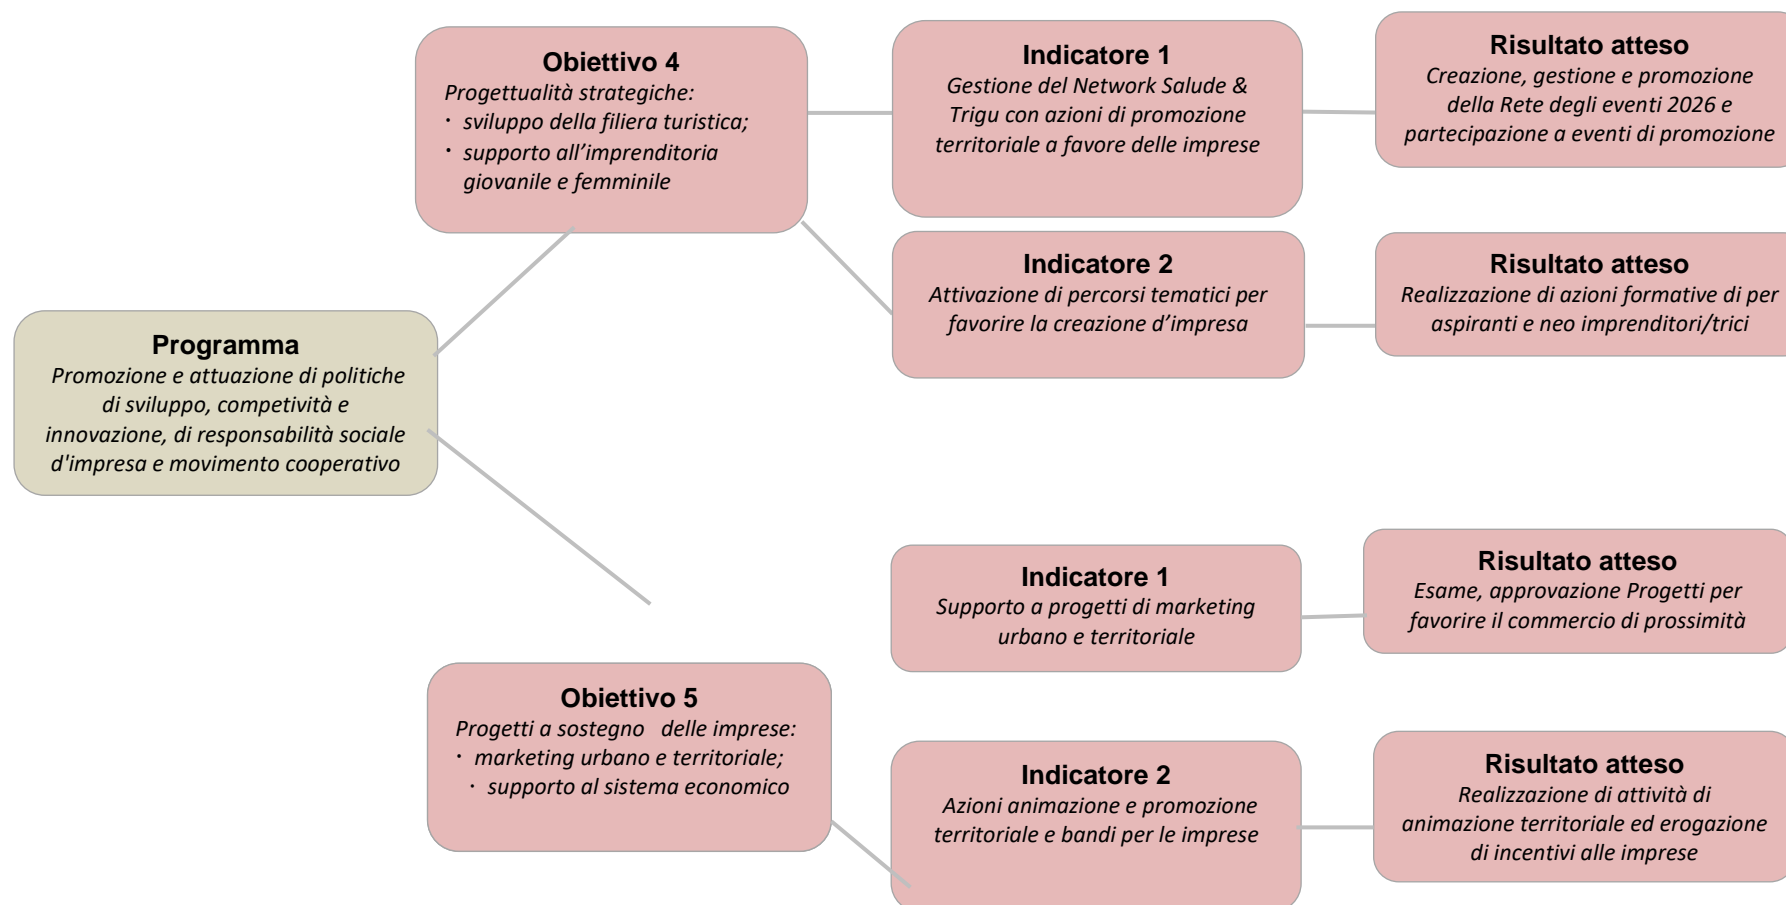 Programma
Promozione e attuazione di politiche
di sviluppo, competività e
innovazione, di responsabilità sociale
d'impresa e movimento cooperativo
Obiettivo 4
Progettualità strategiche:
· sviluppo della filiera turistica;
· supporto all’imprenditoria
giovanile e femminile
Indicatore 1
Gestione del Network Salude &
Trigu con azioni di promozione
territoriale a favore delle imprese
Risultato atteso
Creazione, gestione e promozione
della Rete degli eventi 2026 e
partecipazione a eventi di promozione
Indicatore 2
Attivazione di percorsi tematici per
favorire la creazione d’impresa
Risultato atteso
Realizzazione di azioni formative di per
aspiranti e neo imprenditori/trici
Obiettivo 5
Progetti a sostegno delle imprese:
· marketing urbano e territoriale;
· supporto al sistema economico
Indicatore 1
Supporto a progetti di marketing
urbano e territoriale
Risultato atteso
Esame, approvazione Progetti per
favorire il commercio di prossimità
Indicatore 2
Azioni animazione e promozione
territoriale e bandi per le imprese
Risultato atteso
Realizzazione di attività di
animazione territoriale ed erogazione
di incentivi alle imprese